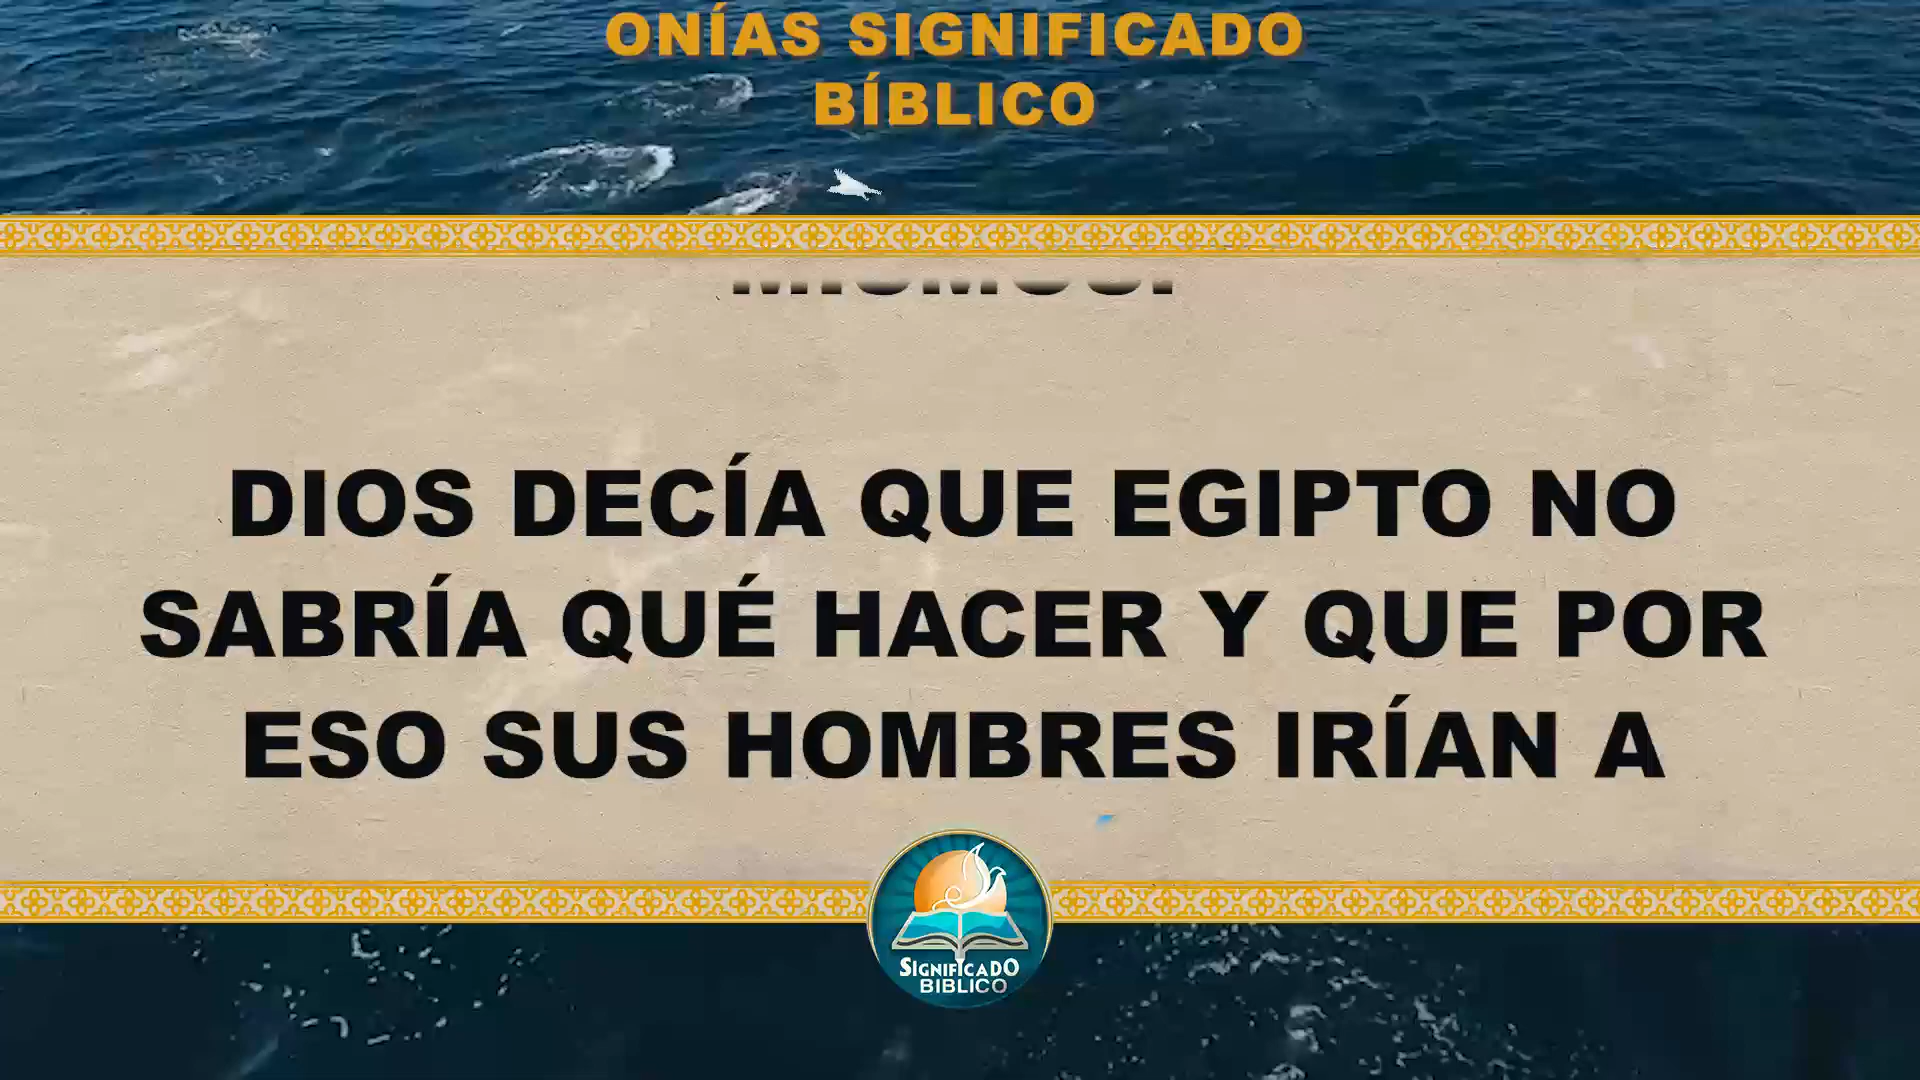 ONÍAS SIGNIFICADO
BÍBLICO
DIOS DECÍA QUE EGIPTO NO
SABRÍA QUÉ HACER Y QUE POR
ESO SUS HOMBRES IRÍAN A
SIGNIFICADO
BIBLICO